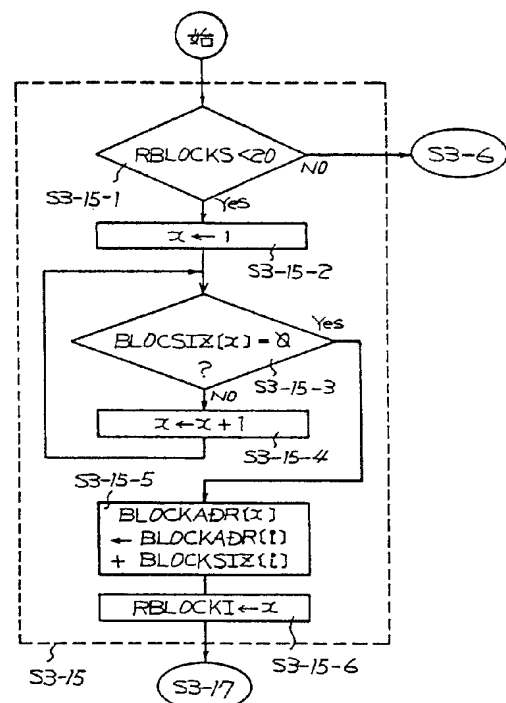 始
RBLOCKS<20
NO
S3-6
S3-15-1
Yes
x ← 1
S3-15-2
BLOCSIZ[x] = 0
?
Yes
S3-15-3
NO
x ← x + 1
S3-15-4
S3-15-5
BLOCKADR[x]
← BLOCKADR[i]
+ BLOCKSIZ[i]
RBLOCKI ← x
S3-15-6
S3-15
S3-17